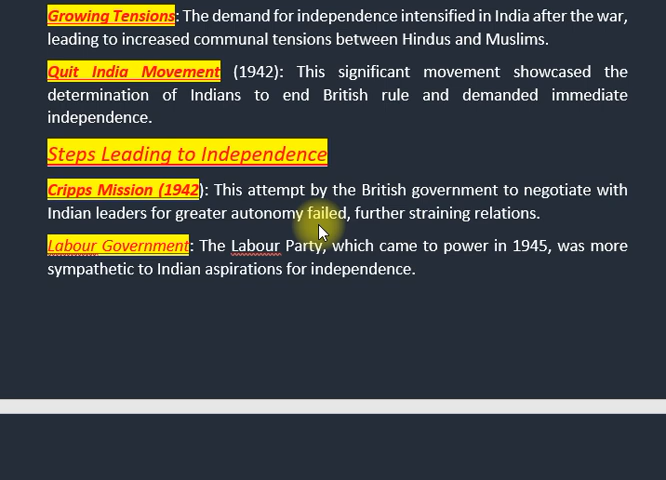 Growing Tensions: The demand for independence intensified in India after the war,
leading to increased communal tensions between Hindus and Muslims.
Quit India Movement (1942): This significant movement showcased the
determination of Indians to end British rule and demanded immediate
independence.
Steps Leading to Independence
Cripps Mission (1942): This attempt by the British government to negotiate with
Indian leaders for greater autonomy failed, further straining relations.
Labour Government: The Labour Party, which came to power in 1945, was more
sympathetic to Indian aspirations for independence.